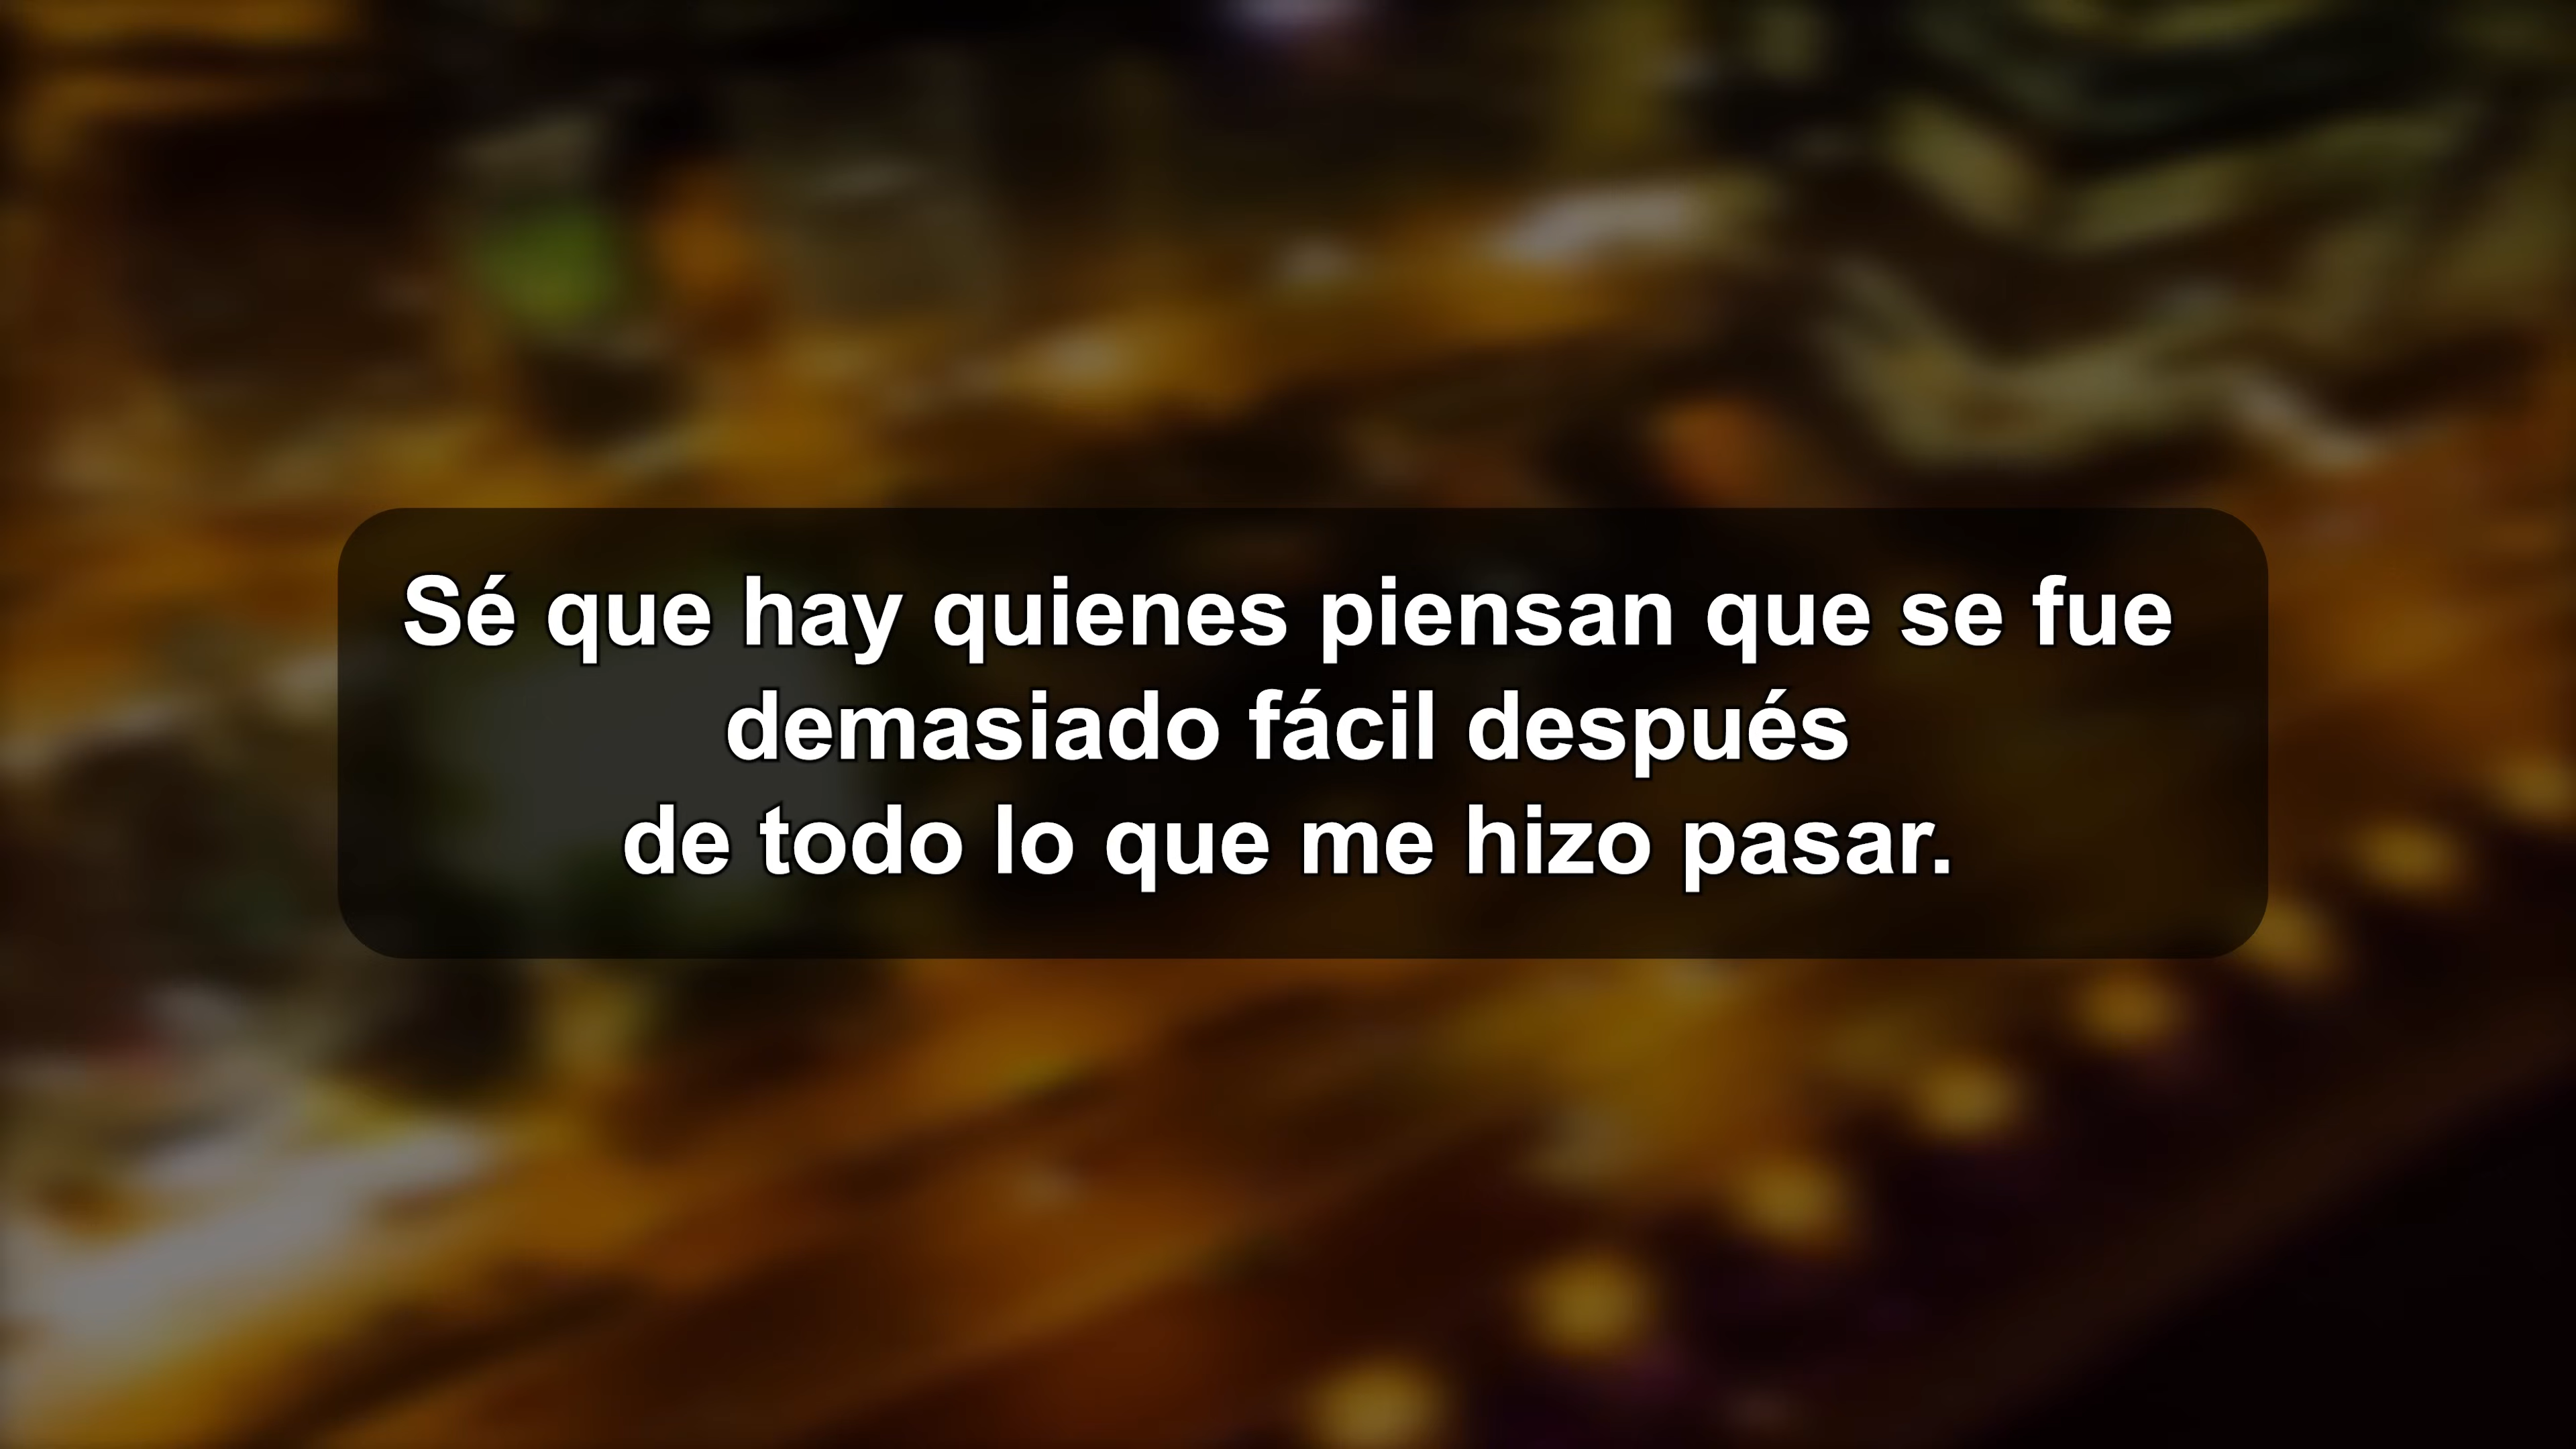 Sé que hay quienes piensan que se fue
demasiado fácil después
de todo lo que me hizo pasar.